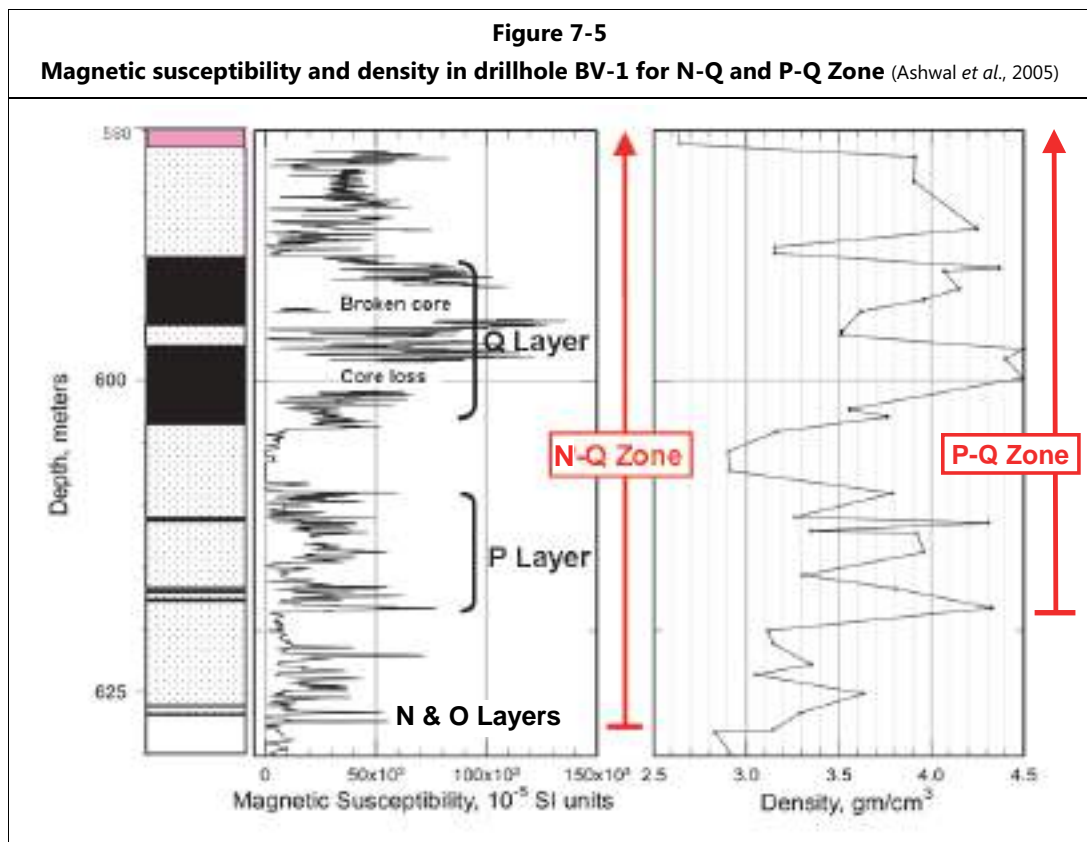 Figure 7-5
Magnetic susceptibility and density in drillhole BV-1 for N-Q and P-Q Zone (Ashwal et al., 2005)
580
Broken core
Q Layer
Core loss
600
N-Q Zone
P-Q Zone
Depth, meters
P Layer
625
N & O Layers
0 50x10³ 100x10³ 150x10³ 2.5 3.0 3.5 4.0 4.5
Magnetic Susceptibility, 10⁻⁵ SI units Density, gm/cm³